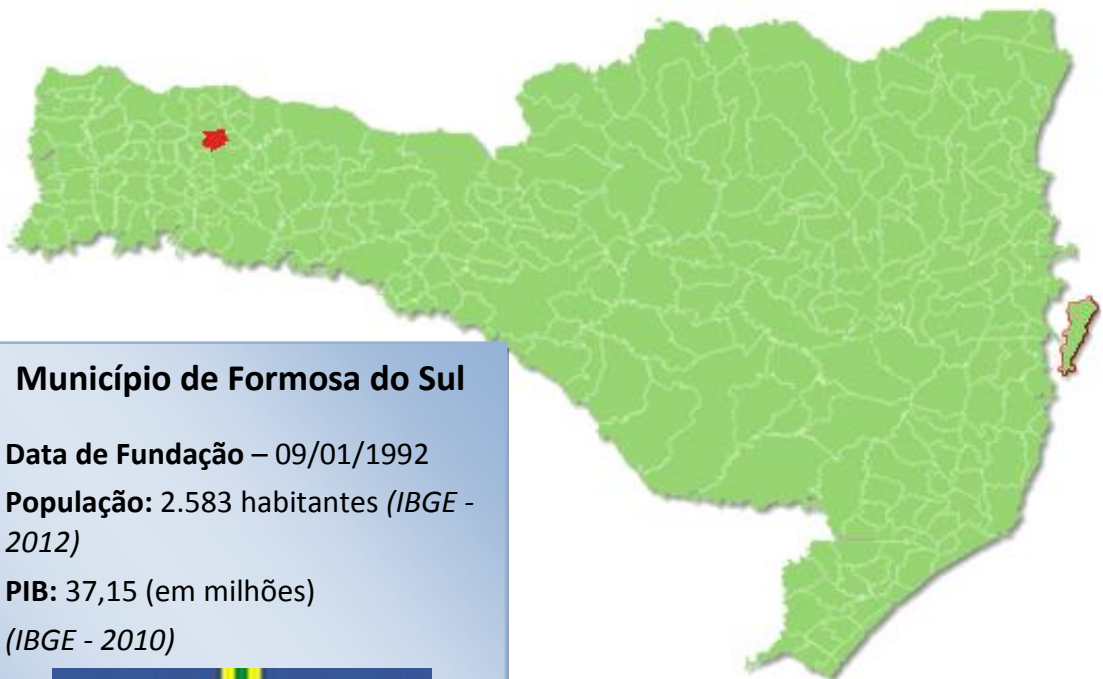 Município de Formosa do Sul
Data de Fundação – 09/01/1992
População: 2.583 habitantes (IBGE -
2012)
PIB: 37,15 (em milhões)
(IBGE - 2010)